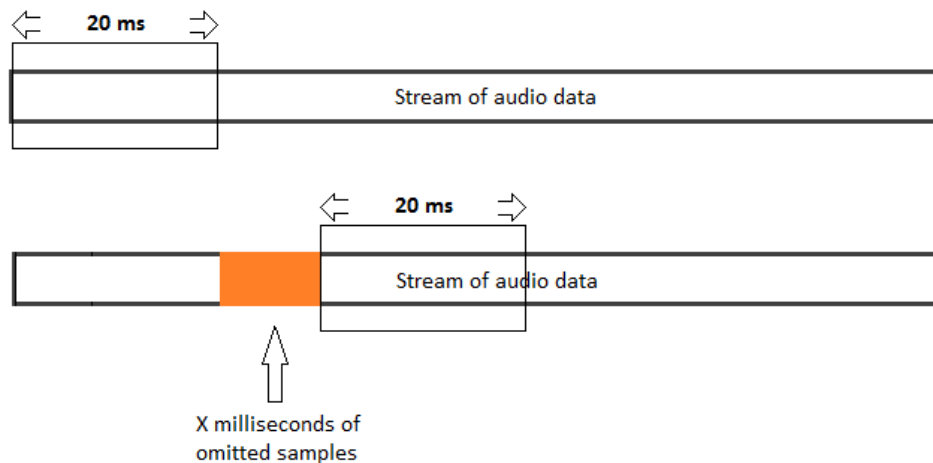 20 ms
Stream of audio data
20 ms
Stream of audio data
X milliseconds of
omitted samples